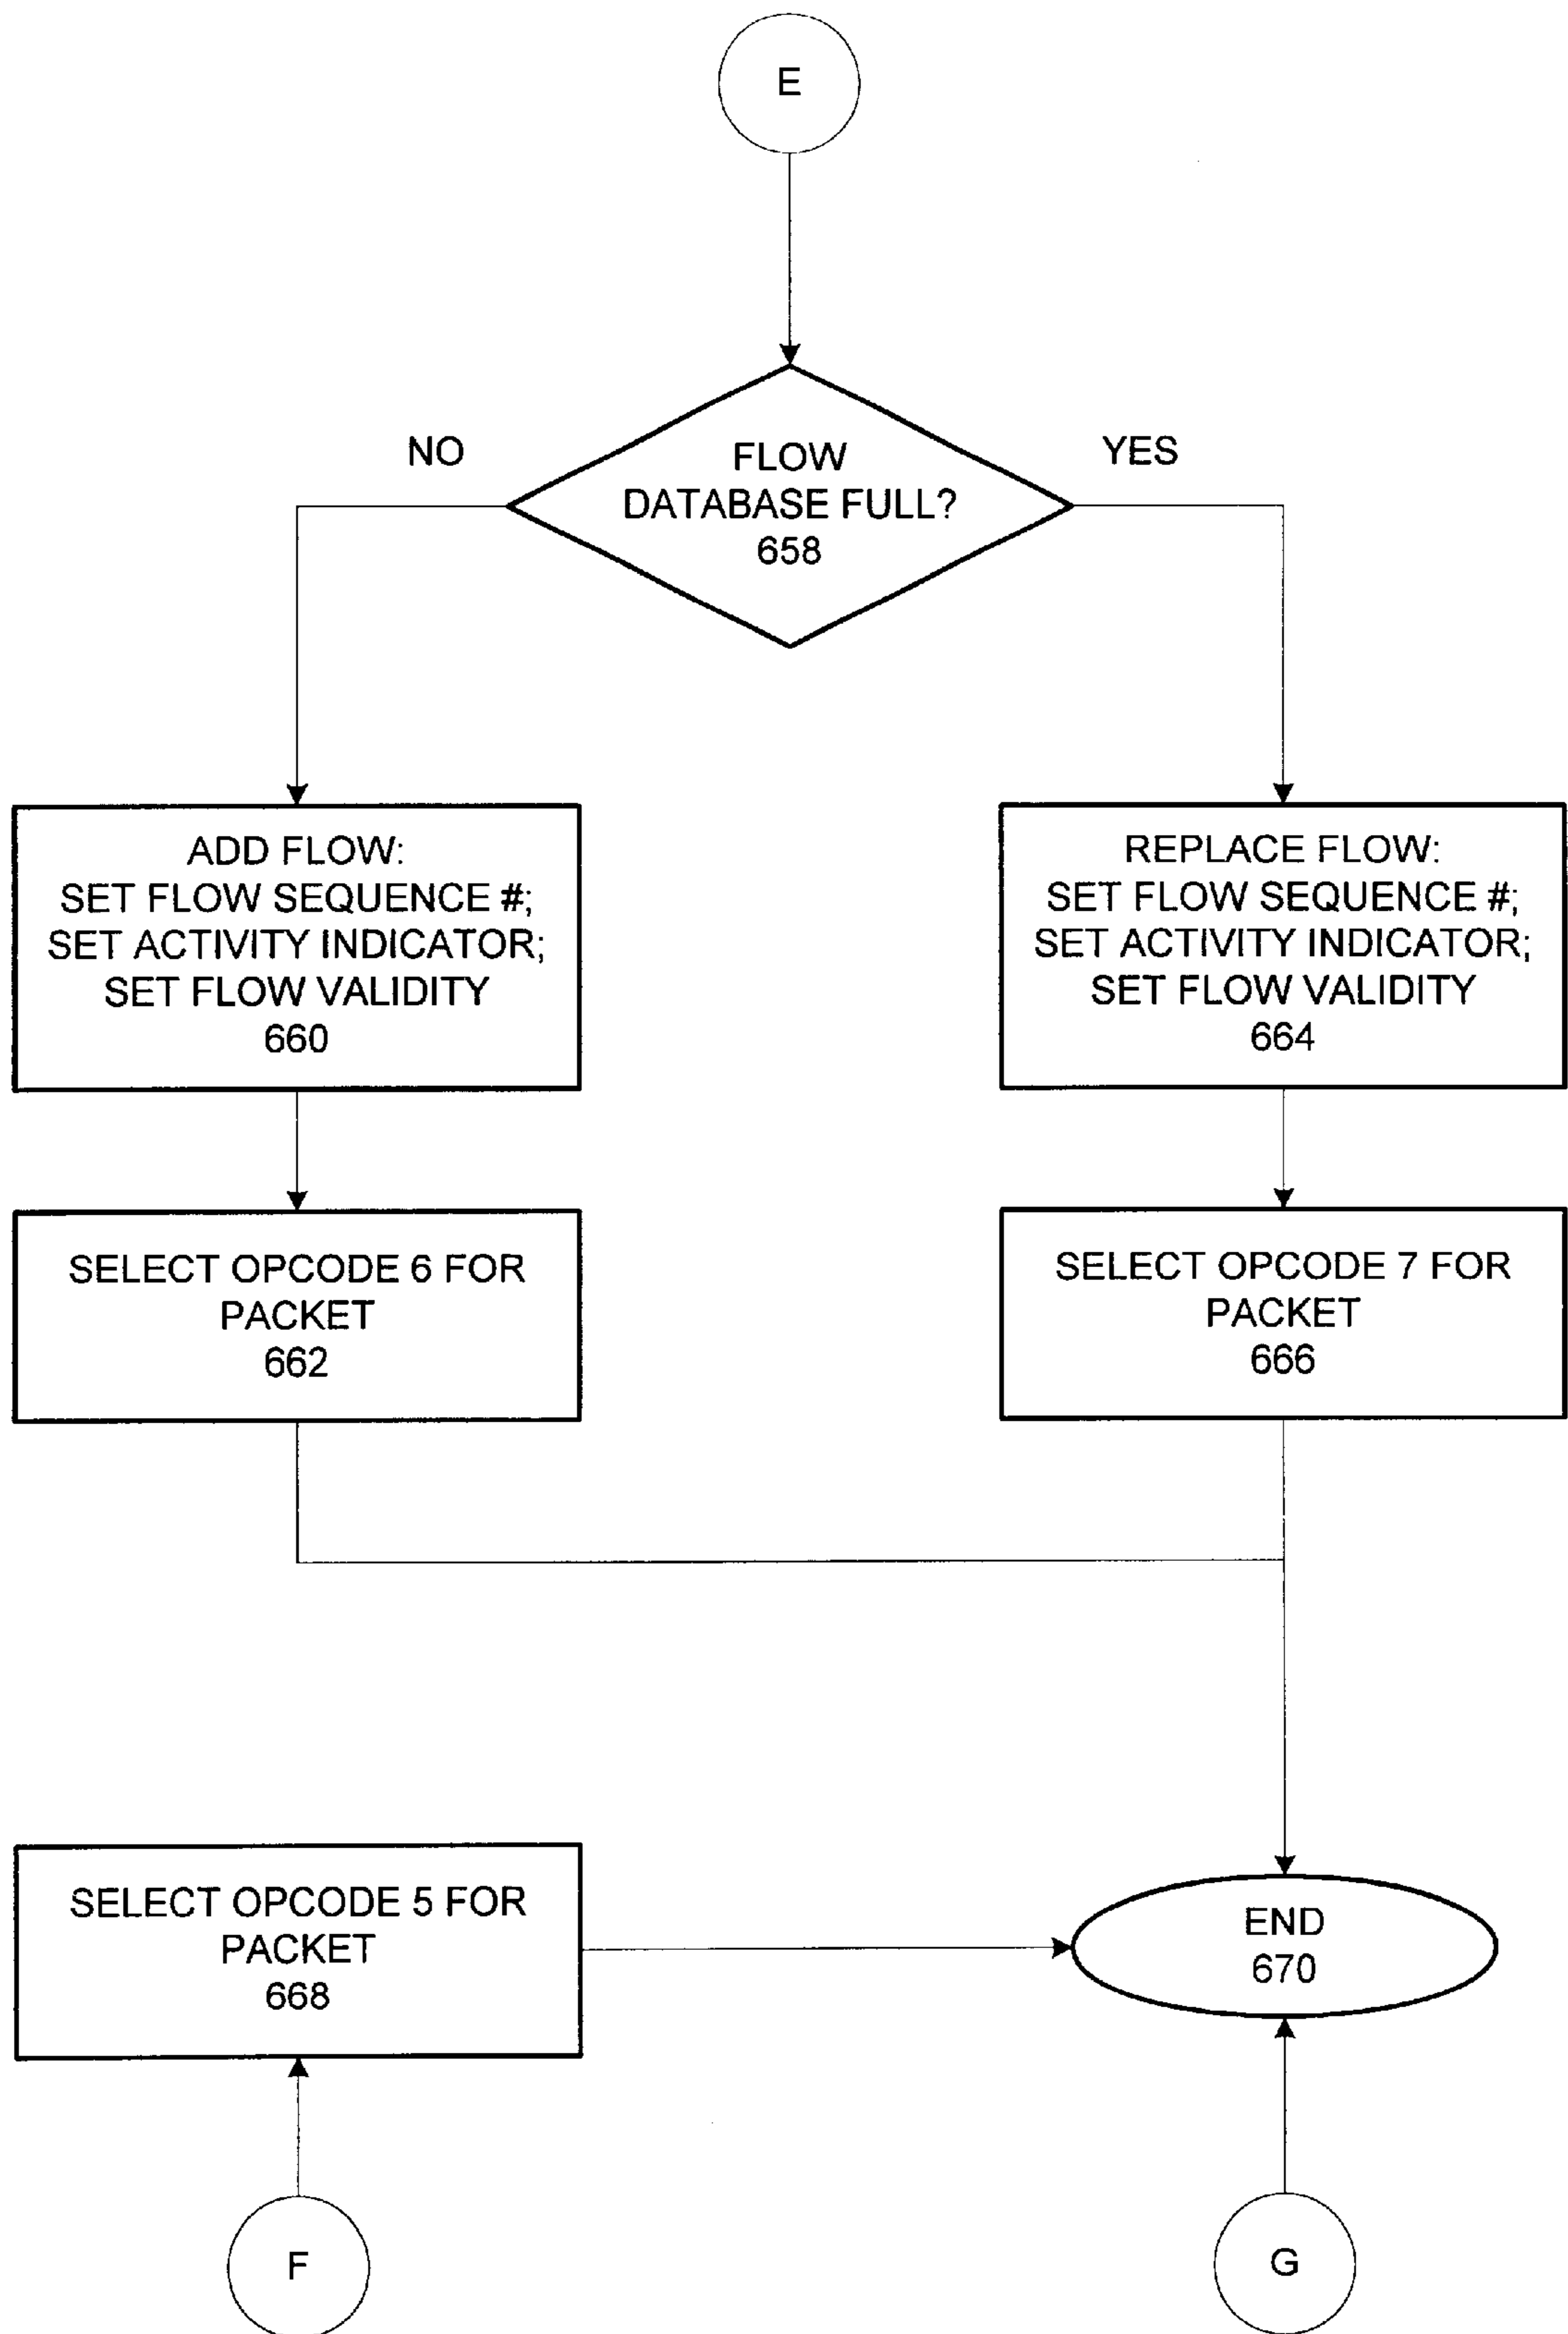 E
NO
YES
FLOW
DATABASE FULL?
658
ADD FLOW:
SET FLOW SEQUENCE #;
SET ACTIVITY INDICATOR;
SET FLOW VALIDITY
660
REPLACE FLOW:
SET FLOW SEQUENCE #;
SET ACTIVITY INDICATOR;
SET FLOW VALIDITY
664
SELECT OPCODE 6 FOR
PACKET
662
SELECT OPCODE 7 FOR
PACKET
666
SELECT OPCODE 5 FOR
PACKET
668
END
670
F
G